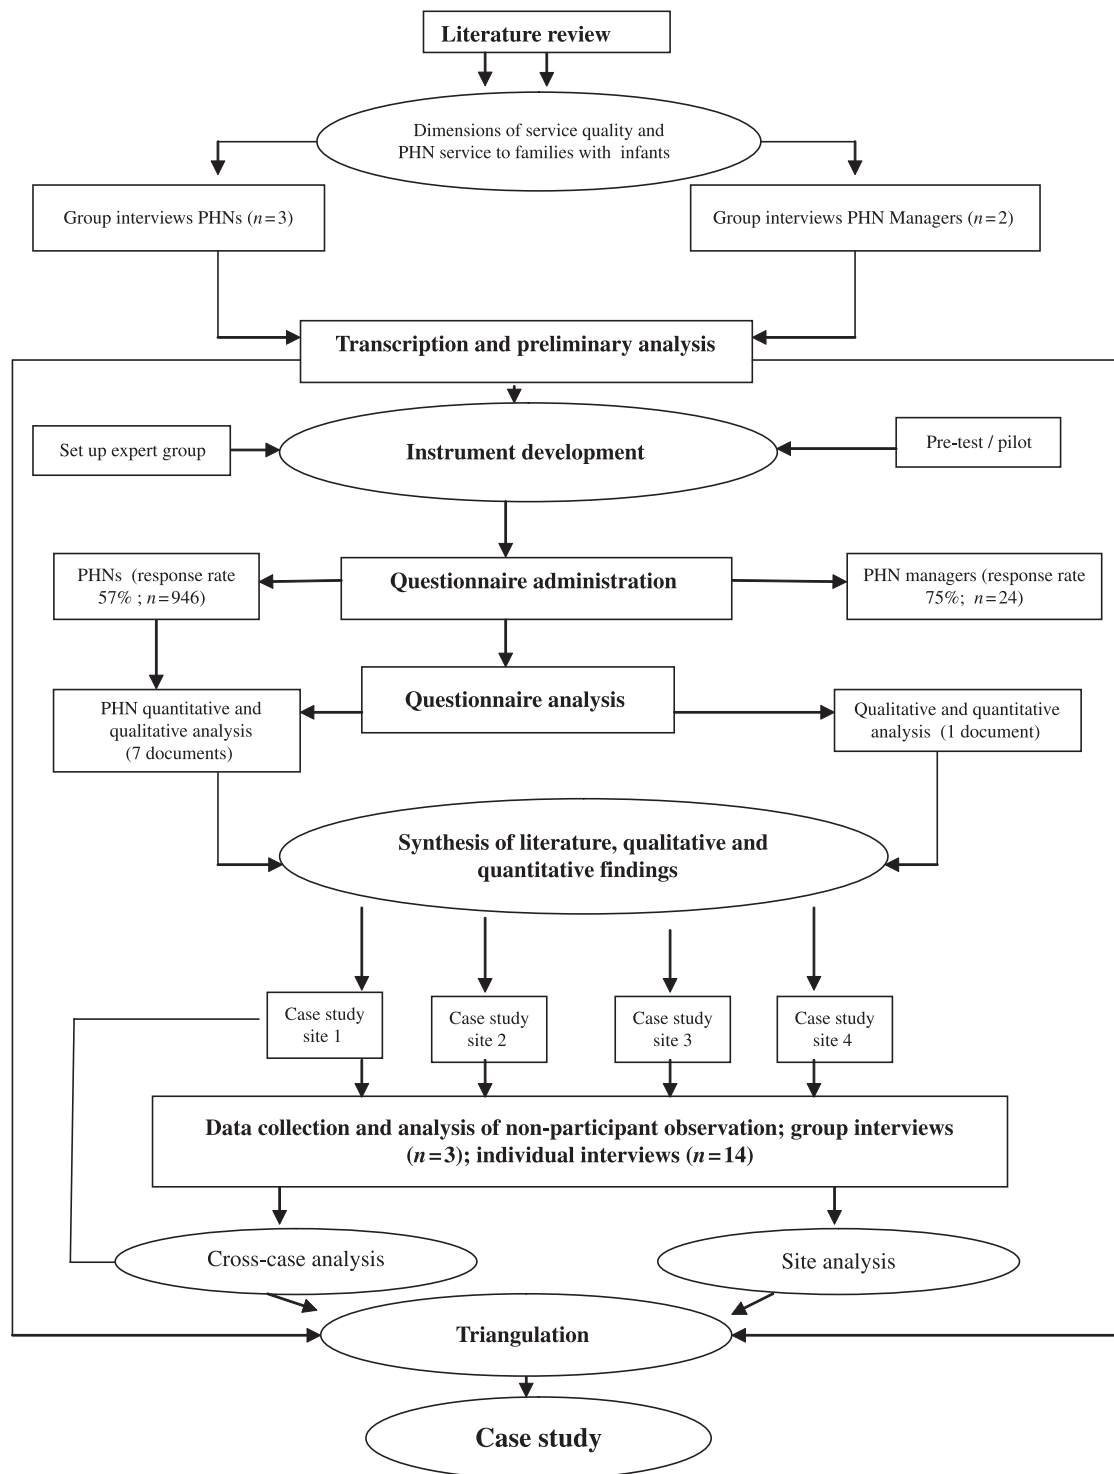 Literature review
Dimensions of service quality and
PHN service to families with infants
Group interviews PHNs (n=3)
Group interviews PHN Managers (n=2)
Transcription and preliminary analysis
Set up expert group
Instrument development
Pre-test / pilot
PHNs (response rate
57% ; n=946)
Questionnaire administration
PHN managers (response rate
75%; n=24)
PHN quantitative and
qualitative analysis
(7 documents)
Questionnaire analysis
Qualitative and quantitative
analysis (1 document)
Synthesis of literature, qualitative and
quantitative findings
Case study
site 1
Case study
site 2
Case study
site 3
Case study
site 4
Data collection and analysis of non-participant observation; group interviews
(n=3); individual interviews (n=14)
Cross-case analysis
Site analysis
Triangulation
Case study